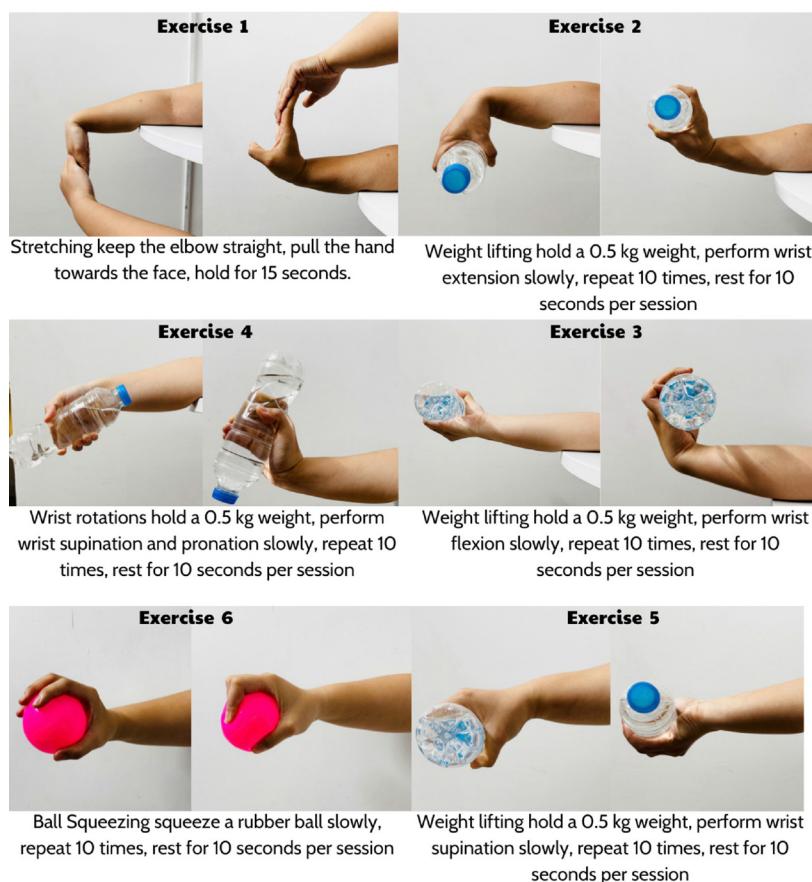 Exercise 1
Stretching keep the elbow straight, pull the hand
towards the face, hold for 15 seconds.
Exercise 2
Weight lifting hold a 0.5 kg weight, perform wrist
extension slowly, repeat 10 times, rest for 10
seconds per session
Exercise 4
Wrist rotations hold a 0.5 kg weight, perform
wrist supination and pronation slowly, repeat 10
times, rest for 10 seconds per session
Exercise 3
Weight lifting hold a 0.5 kg weight, perform wrist
flexion slowly, repeat 10 times, rest for 10
seconds per session
Exercise 6
Ball Squeezing squeeze a rubber ball slowly,
repeat 10 times, rest for 10 seconds per session
Exercise 5
Weight lifting hold a 0.5 kg weight, perform wrist
supination slowly, repeat 10 times, rest for 10
seconds per session